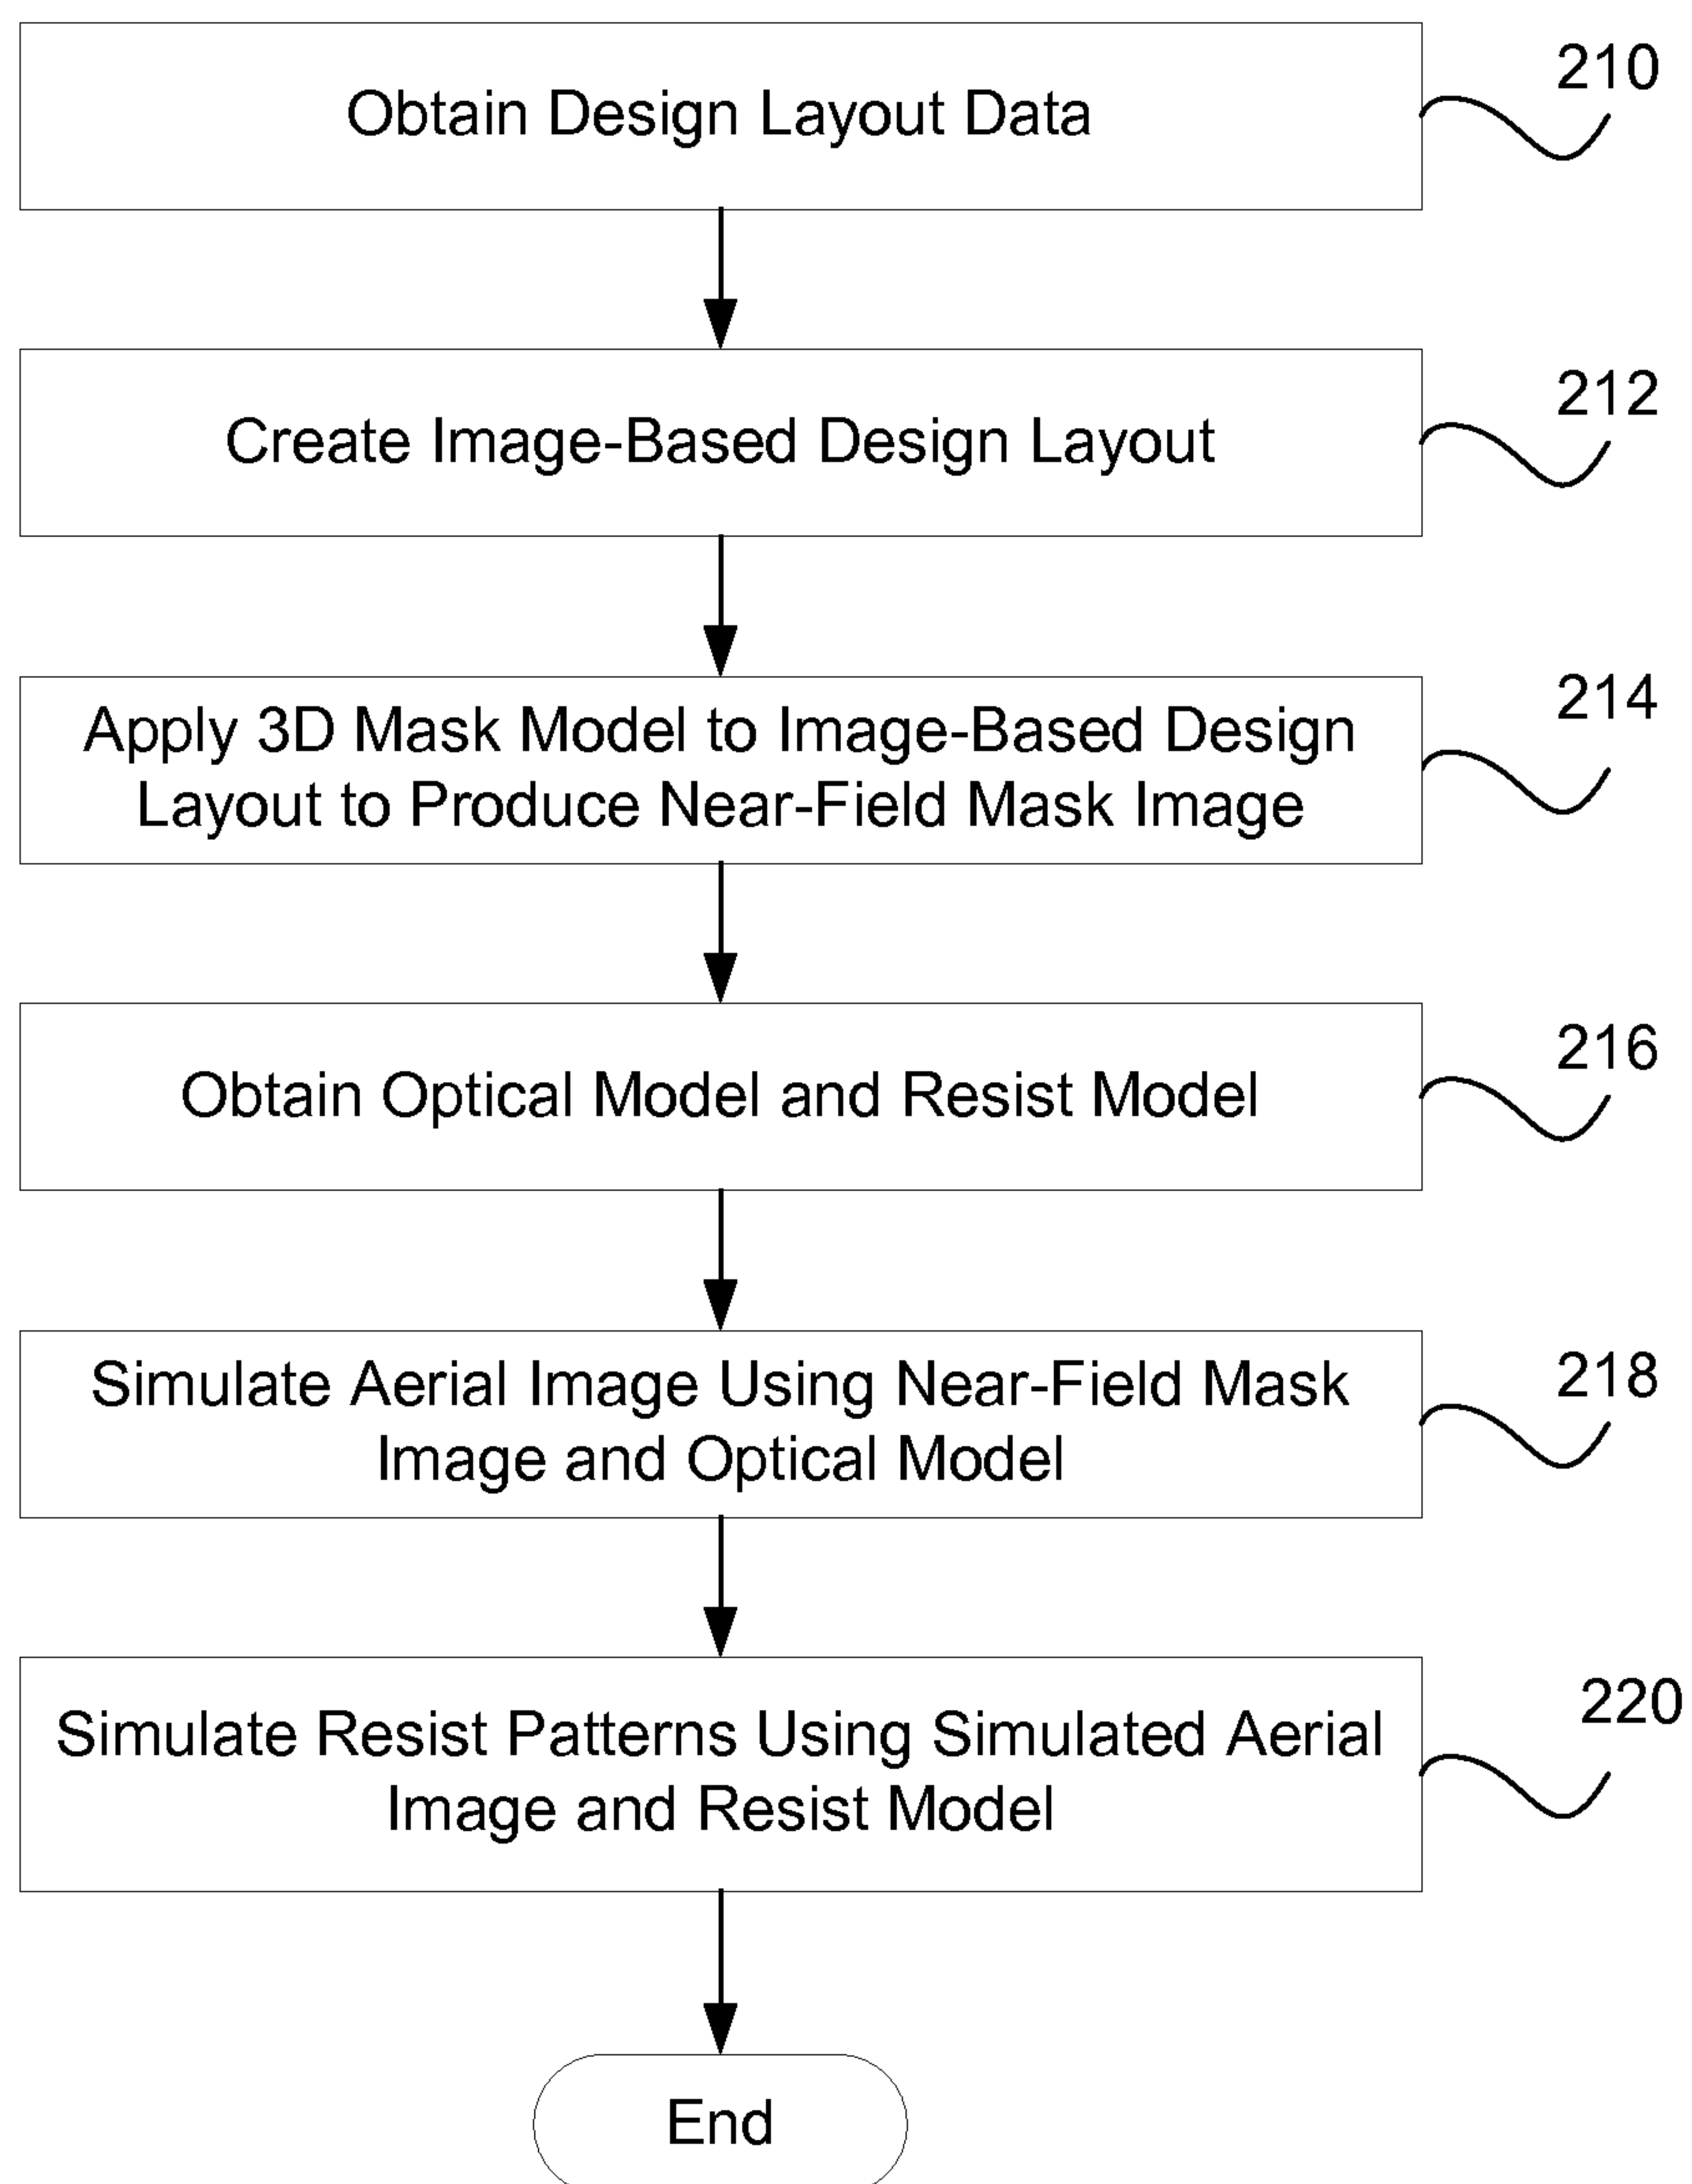 Obtain Design Layout Data
210
Create Image-Based Design Layout
212
Apply 3D Mask Model to Image-Based Design
Layout to Produce Near-Field Mask Image
214
Obtain Optical Model and Resist Model
216
Simulate Aerial Image Using Near-Field Mask
Image and Optical Model
218
Simulate Resist Patterns Using Simulated Aerial
Image and Resist Model
220
End